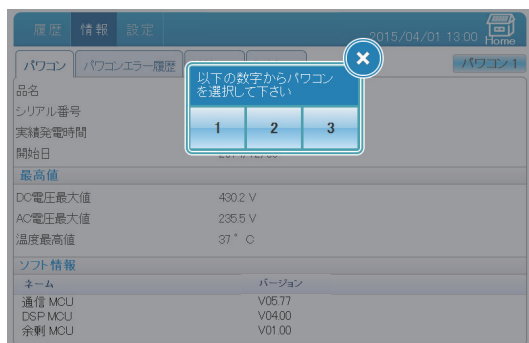 履歴 情報 設定
2015/04/01 13:00 Home
パワコン パワコンエラー履歴
パワコン 1
以下の数字からパワコン
を選択して下さい
1 2 3
品名
シリアル番号
実績発電時間
開始日
最高値
DC電圧最大値 430.2 V
AC電圧最大値 235.5 V
温度最高値 37° C
ソフト情報
ネーム バージョン
通信 MCU V05.77
DSP MCU V04.00
余剰 MCU V01.00